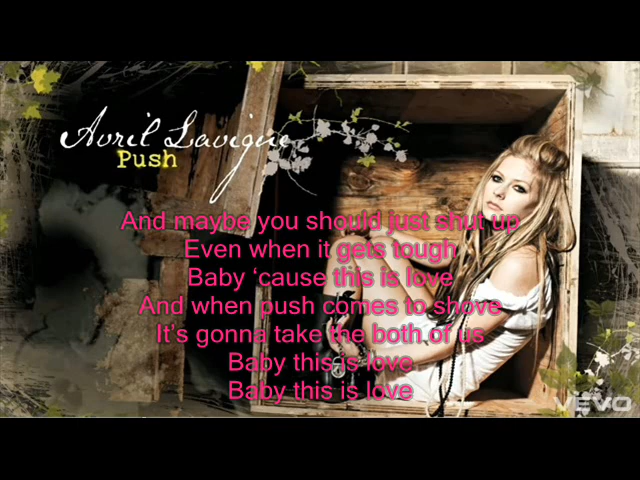 Avril Lavigne
Push
And maybe you should just shut up
Even when it gets tough
Baby ‘cause this is love
And when push comes to shove
It’s gonna take the both of us
Baby this is love
Baby this is love
VEVO